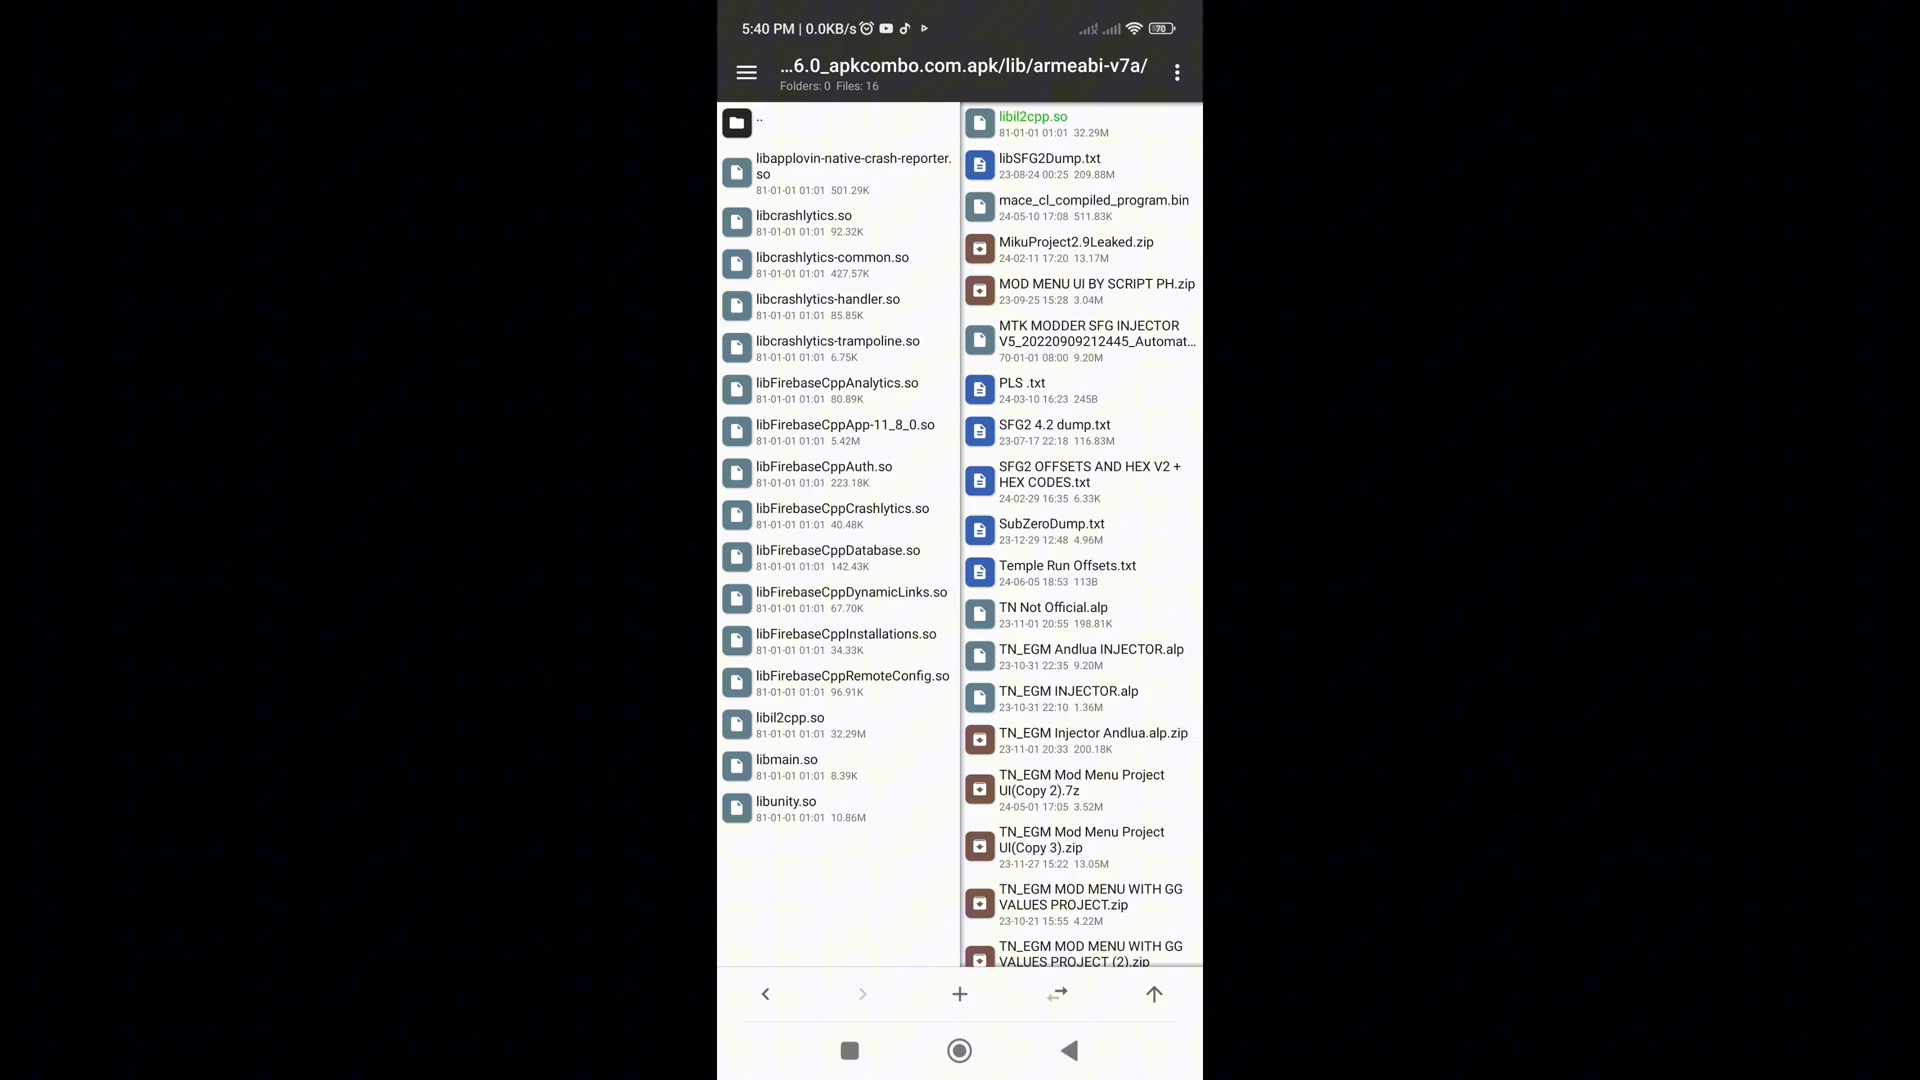 5:40 PM | 0.0KB/s
70
...6.0_apkcombo.com.apk/lib/armeabi-v7a/
Folders: 0 Files: 16
..
libapplovin-native-crash-reporter.
so
81-01-01 01:01 501.29K
libcrashlytics.so
81-01-01 01:01 92.32K
libcrashlytics-common.so
81-01-01 01:01 427.57K
libcrashlytics-handler.so
81-01-01 01:01 85.85K
libcrashlytics-trampoline.so
81-01-01 01:01 6.75K
libFirebaseCppAnalytics.so
81-01-01 01:01 80.89K
libFirebaseCppApp-11_8_0.so
81-01-01 01:01 5.42M
libFirebaseCppAuth.so
81-01-01 01:01 223.18K
libFirebaseCppCrashlytics.so
81-01-01 01:01 40.48K
libFirebaseCppDatabase.so
81-01-01 01:01 142.43K
libFirebaseCppDynamicLinks.so
81-01-01 01:01 67.70K
libFirebaseCppInstallations.so
81-01-01 01:01 34.33K
libFirebaseCppRemoteConfig.so
81-01-01 01:01 96.91K
libil2cpp.so
81-01-01 01:01 32.29M
libmain.so
81-01-01 01:01 8.39K
libunity.so
81-01-01 01:01 10.86M
libil2cpp.so
81-01-01 01:01 32.29M
libSFG2Dump.txt
23-08-24 00:25 209.88M
mace_cl_compiled_program.bin
24-05-10 17:08 511.83K
MikuProject2.9Leaked.zip
24-02-11 17:20 13.17M
MOD MENU UI BY SCRIPT PH.zip
23-09-25 15:28 3.04M
MTK MODDER SFG INJECTOR
V5_20220909212445_Automat...
70-01-01 08:00 9.20M
PLS .txt
24-03-10 16:23 245B
SFG2 4.2 dump.txt
23-07-17 22:18 116.83M
SFG2 OFFSETS AND HEX V2 +
HEX CODES.txt
24-02-29 16:35 6.33K
SubZeroDump.txt
23-12-29 12:48 4.96M
Temple Run Offsets.txt
24-06-05 18:53 113B
TN Not Official.alp
23-11-01 20:55 198.81K
TN_EGM Andlua INJECTOR.alp
23-10-31 22:35 9.20M
TN_EGM INJECTOR.alp
23-10-31 22:10 1.36M
TN_EGM Injector Andlua.alp.zip
23-11-01 20:33 200.18K
TN_EGM Mod Menu Project
UI(Copy 2).7z
24-05-01 17:05 3.52M
TN_EGM Mod Menu Project
UI(Copy 3).zip
23-11-27 15:22 13.05M
TN_EGM MOD MENU WITH GG
VALUES PROJECT.zip
23-10-21 15:55 4.22M
TN_EGM MOD MENU WITH GG
VALUES PROJECT (2).zip